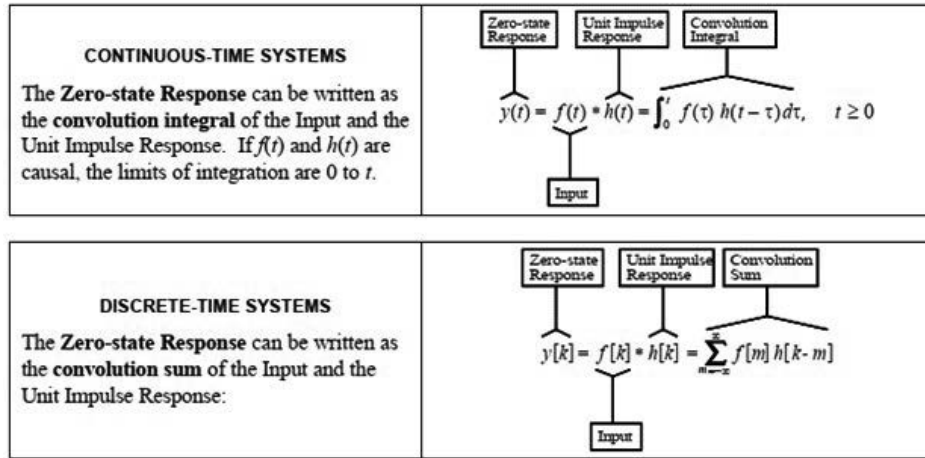 CONTINUOUS-TIME SYSTEMS
The Zero-state Response can be written as
the convolution integral of the Input and the
Unit Impulse Response. If f(t) and h(t) are
causal, the limits of integration are 0 to t.
Zero-state
Response
Unit Impulse
Response
Convolution
Integral
y(t) = f(t) * h(t) = ∫₀ᵗ f(τ) h(t − τ) dτ, t ≥ 0
Input
DISCRETE-TIME SYSTEMS
The Zero-state Response can be written as
the convolution sum of the Input and the
Unit Impulse Response:
Zero-state
Response
Unit Impulse
Response
Convolution
Sum
y[k] = f[k] * h[k] = ∑ f[m] h[k-m]
m=-∞
∞
Input